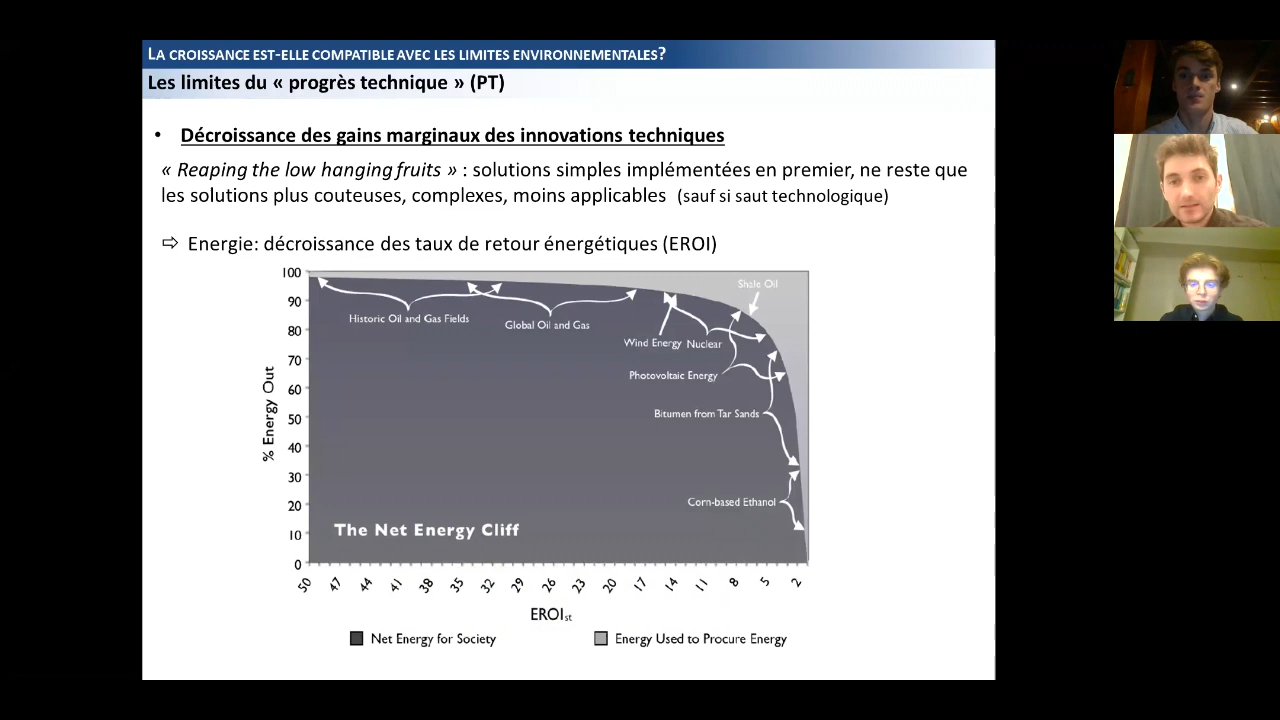 LA CROISSANCE EST-ELLE COMPATIBLE AVEC LES LIMITES ENVIRONNEMENTALES?
Les limites du « progrès technique » (PT)
• Décroissance des gains marginaux des innovations techniques
« Reaping the low hanging fruits » : solutions simples implémentées en premier, ne reste que
les solutions plus couteuses, complexes, moins applicables (sauf si saut technologique)
⇨ Energie: décroissance des taux de retour énergétiques (EROI)
100
90
80
70
60
50
40
30
20
10
0
% Energy Out
Shale Oil
Historic Oil and Gas Fields
Global Oil and Gas
Wind Energy
Nuclear
Photovoltaic Energy
Bitumen from Tar Sands
Corn-based Ethanol
The Net Energy Cliff
50 47 44 41 38 35 32 29 26 23 20 17 14 11 8 5 2
EROIst
Net Energy for Society
Energy Used to Procure Energy